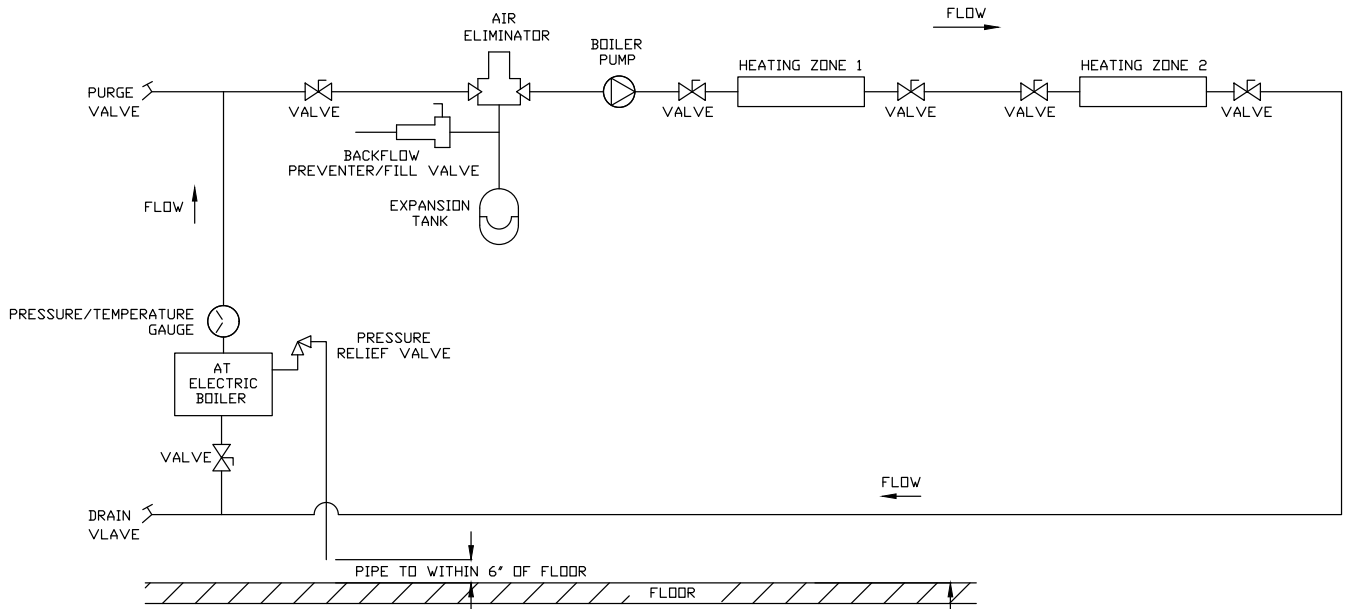 FLOW
AIR
ELIMINATOR
BOILER
PUMP
HEATING ZONE 1
HEATING ZONE 2
PURGE
VALVE
VALVE
VALVE
VALVE
VALVE
VALVE
BACKFLOW
PREVENTER/FILL VALVE
FLOW
EXPANSION
TANK
PRESSURE/TEMPERATURE
GAUGE
PRESSURE
RELIEF VALVE
AT
ELECTRIC
BOILER
VALVE
FLOW
DRAIN
VLAVE
PIPE TO WITHIN 6" OF FLOOR
FLOOR